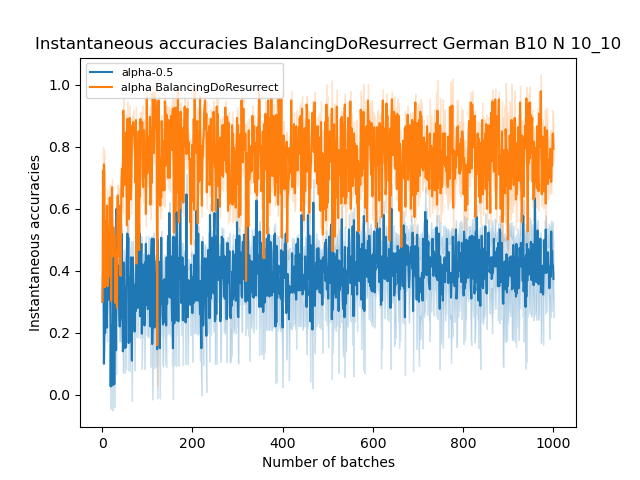 Instantaneous accuracies BalancingDoResurrect German B10 N 10_10
alpha-0.5
alpha BalancingDoResurrect
1.0
0.8
0.6
0.4
0.2
0.0
Instantaneous accuracies
0 200 400 600 800 1000
Number of batches